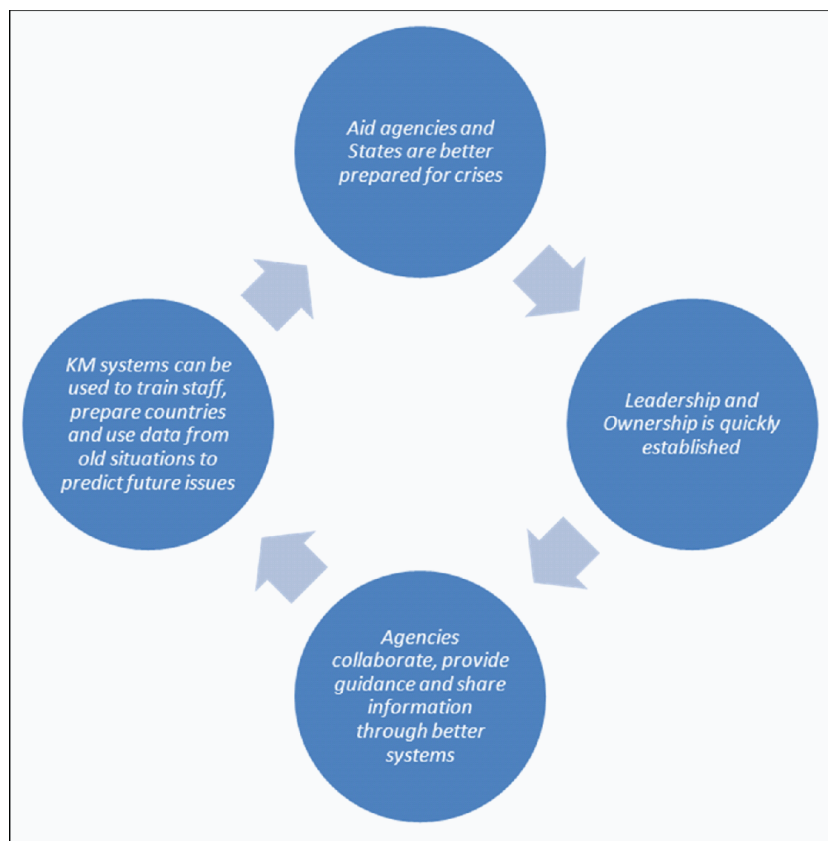 Aid agencies and
States are better
prepared for crises
Leadership and
Ownership is quickly
established
Agencies
collaborate, provide
guidance and share
information
through better
systems
KM systems can be
used to train staff,
prepare countries
and use data from
old situations to
predict future issues